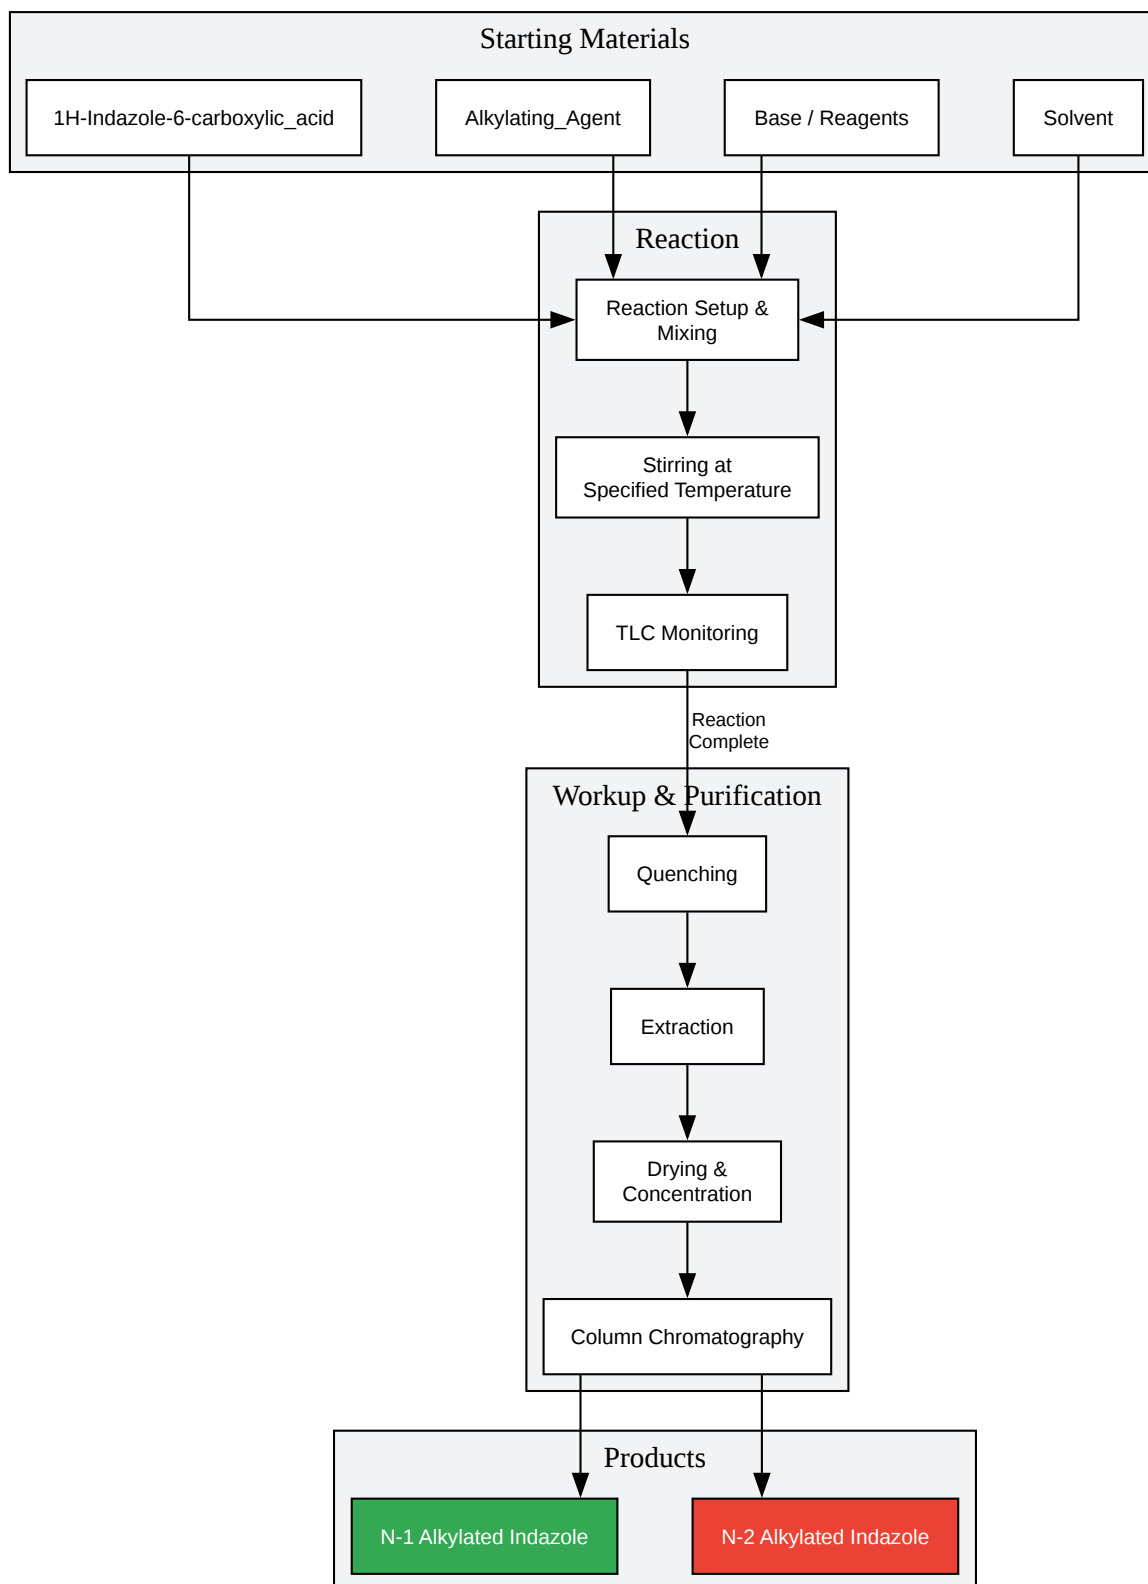 Starting Materials
1H-Indazole-6-carboxylic_acid
Alkylating_Agent
Base / Reagents
Solvent
Reaction
Reaction Setup &
Mixing
Stirring at
Specified Temperature
TLC Monitoring
Reaction
Complete
Workup & Purification
Quenching
Extraction
Drying &
Concentration
Column Chromatography
Products
N-1 Alkylated Indazole
N-2 Alkylated Indazole